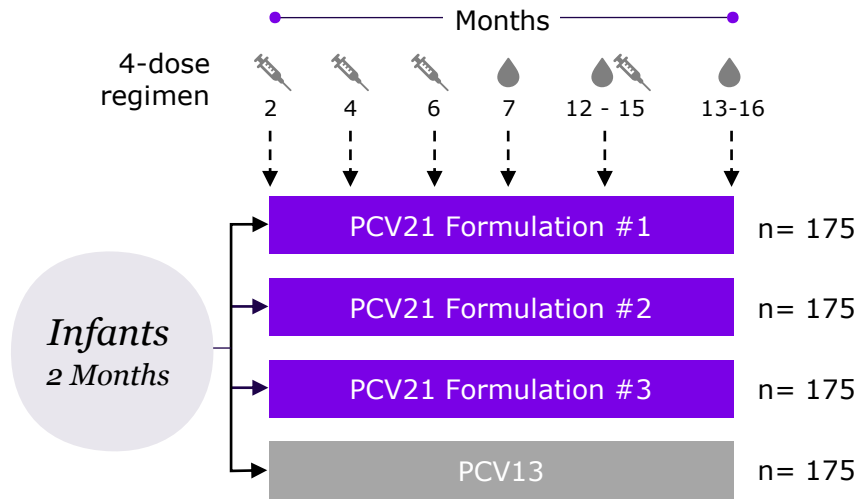 Months
4-dose
regimen
2 4 6 7 12 - 15 13-16
PCV21 Formulation #1 n= 175
PCV21 Formulation #2 n= 175
Infants
2 Months
PCV21 Formulation #3 n= 175
PCV13 n= 175